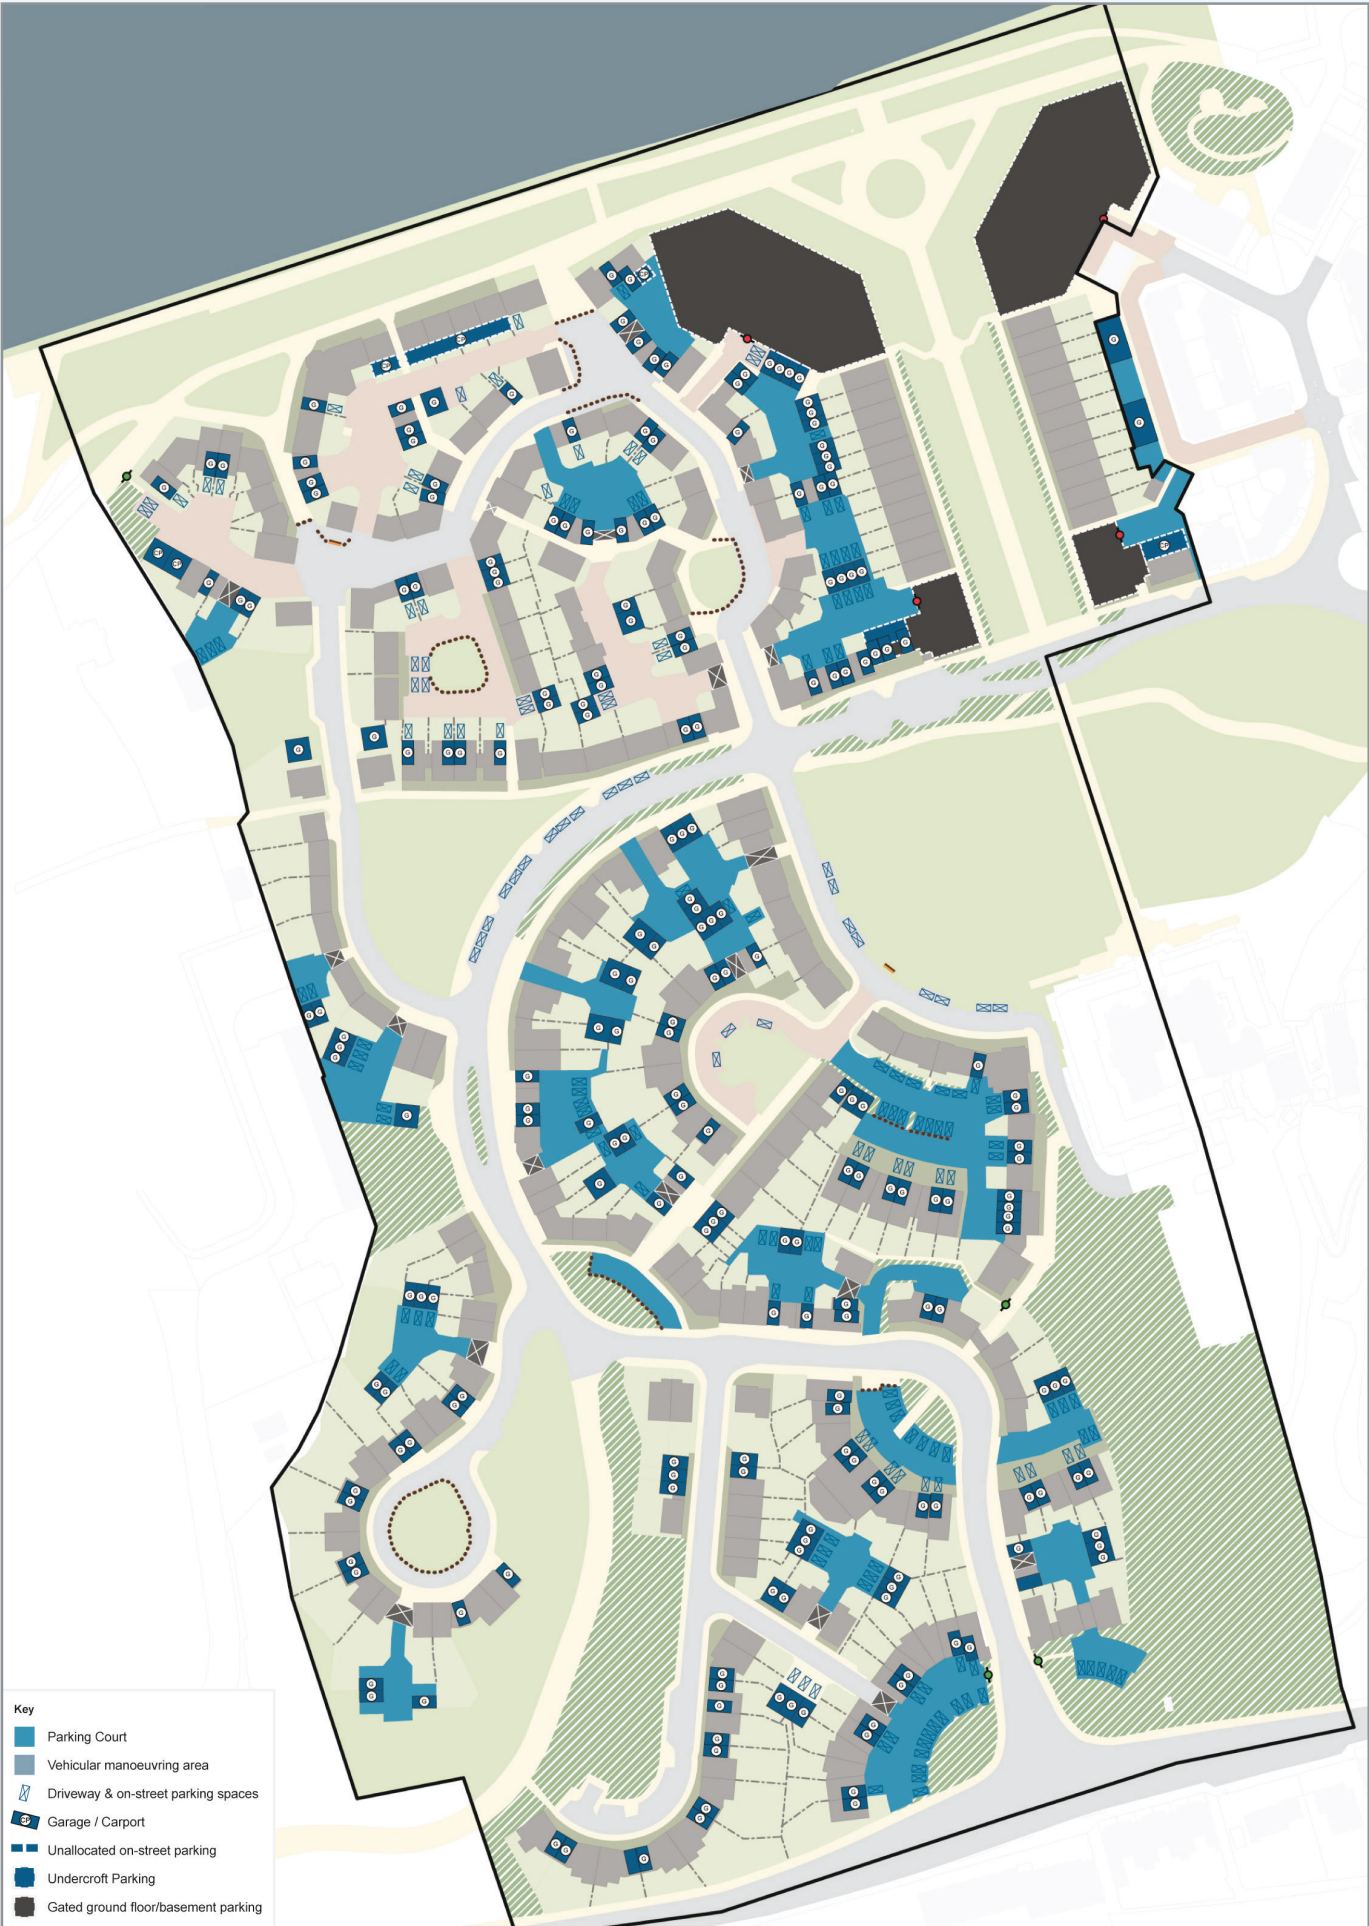 Key
Parking Court
Vehicular manoeuvring area
Driveway & on-street parking spaces
Garage / Carport
Unallocated on-street parking
Undercroft Parking
Gated ground floor/basement parking